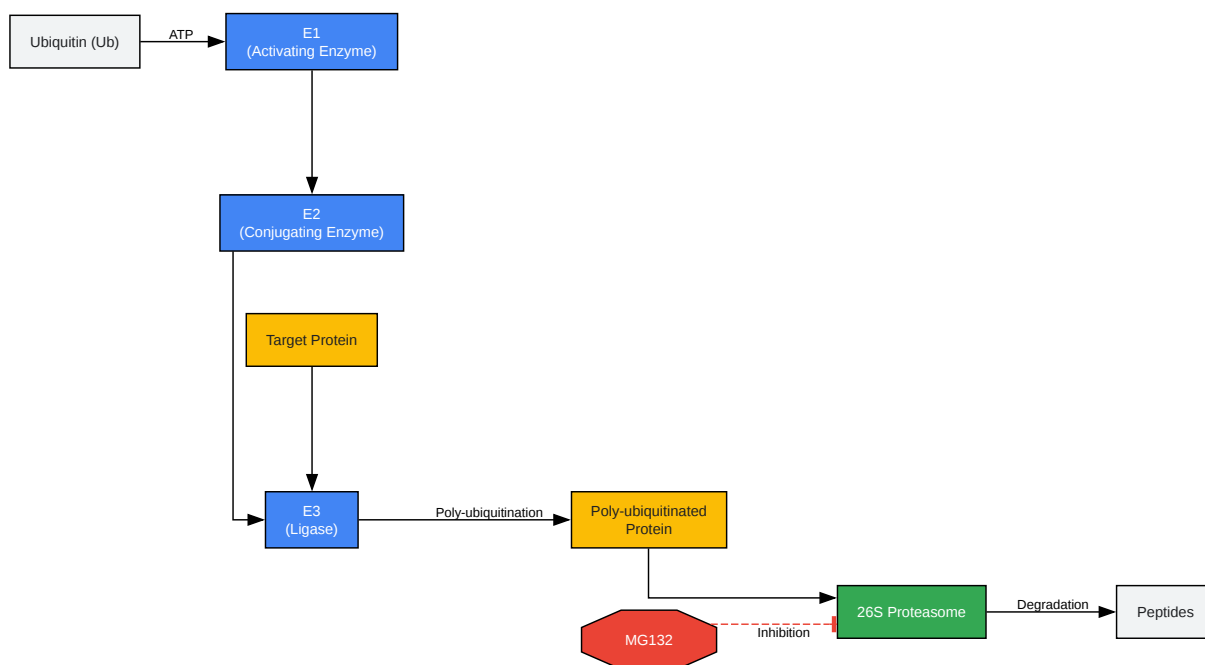 Ubiquitin (Ub)
ATP
E1
(Activating Enzyme)
E2
(Conjugating Enzyme)
Target Protein
E3
(Ligase)
Poly-ubiquitination
Poly-ubiquitinated
Protein
26S Proteasome
Degradation
Peptides
MG132
Inhibition